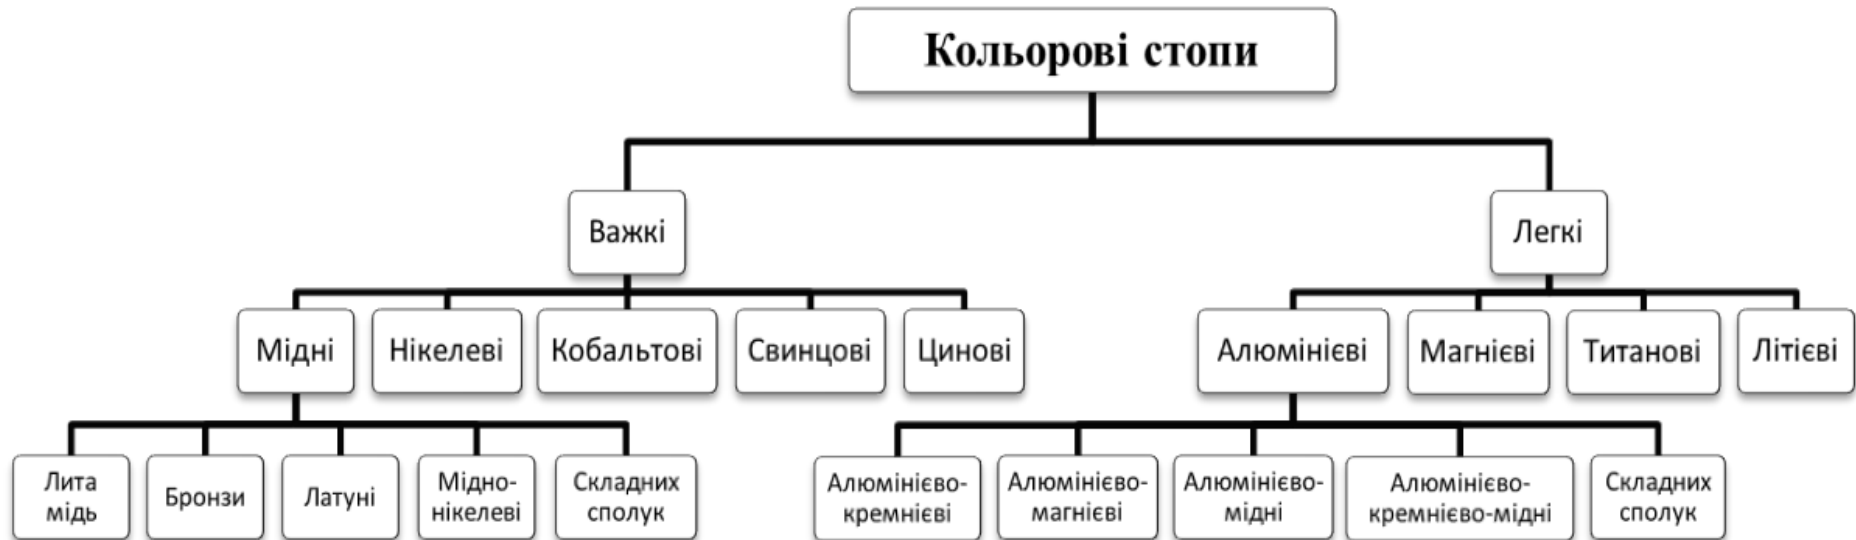 Кольорові стопи
Важкі
Легкі
Мідні
Нікелеві
Кобальтові
Свинцові
Цинові
Алюмінієві
Магнієві
Титанові
Літієві
Лита
мідь
Бронзи
Латуні
Мідно-
нікелеві
Складних
сполук
Алюмінієво-
кремнієві
Алюмінієво-
магнієві
Алюмінієво-
мідні
Алюмінієво-
кремнієво-мідні
Складних
сполук